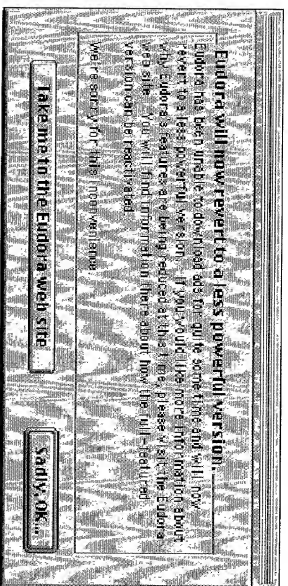 Eudora will now revert to a less powerful version.
Eudora has been unable to download ads for quite some time and will now
revert to a less powerful version. If you would like more information about
why Eudora's features are being reduced at this time, please visit the Eudora
web site. You will find information there about how the full-featured
version can be reactivated.
We're sorry for this inconvenience.
Take me to the Eudora web site
Sadly, OK...